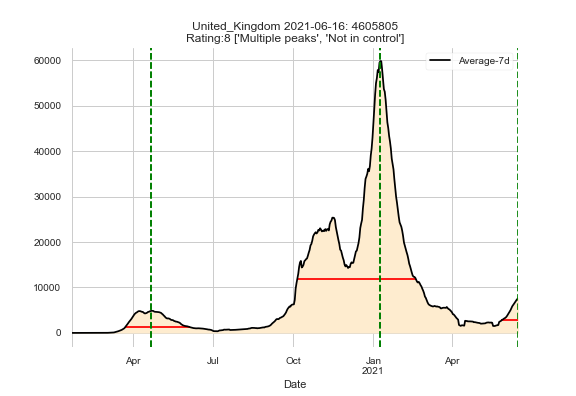 United_Kingdom 2021-06-16: 4605805
Rating:8 ['Multiple peaks', 'Not in control']
Average-7d
60000
50000
40000
30000
20000
10000
0
Apr Jul Oct Jan Apr
2021
Date